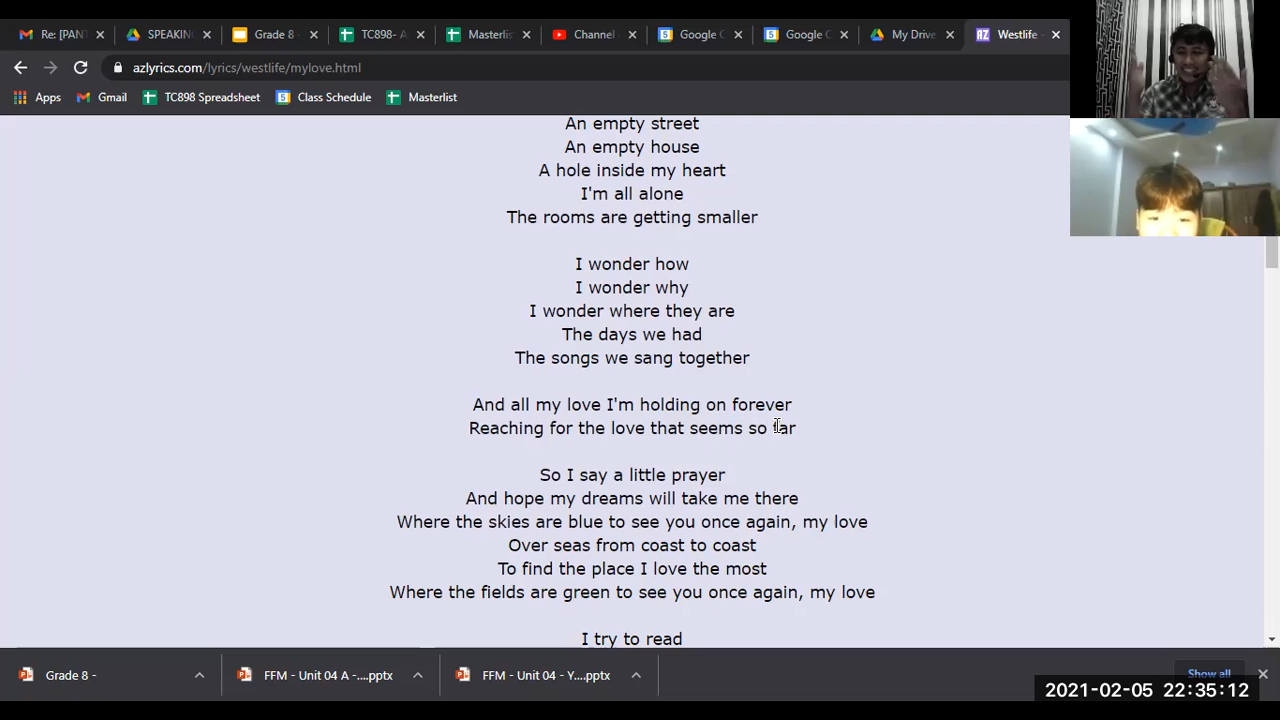 Re: [PANT
SPEAKIN
Grade 8 -
TC898- A
Masterlis
Channel
Google C
Google C
My Drive
Westlife
azlyrics.com/lyrics/westlife/mylove.html
Apps
Gmail
TC898 Spreadsheet
Class Schedule
Masterlist
An empty street
An empty house
A hole inside my heart
I'm all alone
The rooms are getting smaller
I wonder how
I wonder why
I wonder where they are
The days we had
The songs we sang together
And all my love I'm holding on forever
Reaching for the love that seems so far
So I say a little prayer
And hope my dreams will take me there
Where the skies are blue to see you once again, my love
Over seas from coast to coast
To find the place I love the most
Where the fields are green to see you once again, my love
I try to read
Grade 8 -
FFM - Unit 04 A -....pptx
FFM - Unit 04 - Y....pptx
Show all
2021-02-05 22:35:12